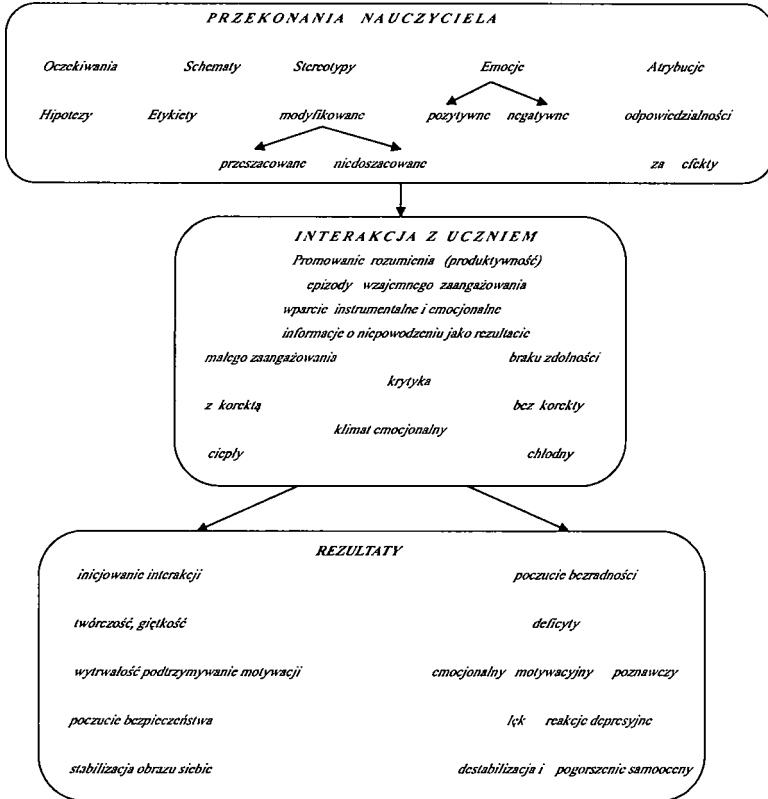 PRZEKONANIA NAUCZYCIELA
Oczekiwania Schematy Stereotypy Emocje Atrybucje
Hipotezy Etykiety modyfikowane pozytywne negatywne odpowiedzialności
przeszacowane niedoszacowane za efekty
INTERAKCJA Z UCZNIEM
Promowanie rozumienia (produktywność)
epizody wzajemnego zaangażowania
wparcie instrumentalne i emocjonalne
informacje o niepowodzeniu jako rezultacie
małego zaangażowania braku zdolności
krytyka
z korektą bez korekty
klimat emocjonalny
ciepły chłodny
REZULTATY
inicjowanie interakcji poczucie bezradności
twórczość, giętkość deficyty
wytrwałość podtrzymywanie motywacji emocjonalny motywacyjny poznawczy
poczucie bezpieczeństwa lęk reakcje depresyjne
stabilizacja obrazu siebie destabilizacja i pogorszenie samooceny